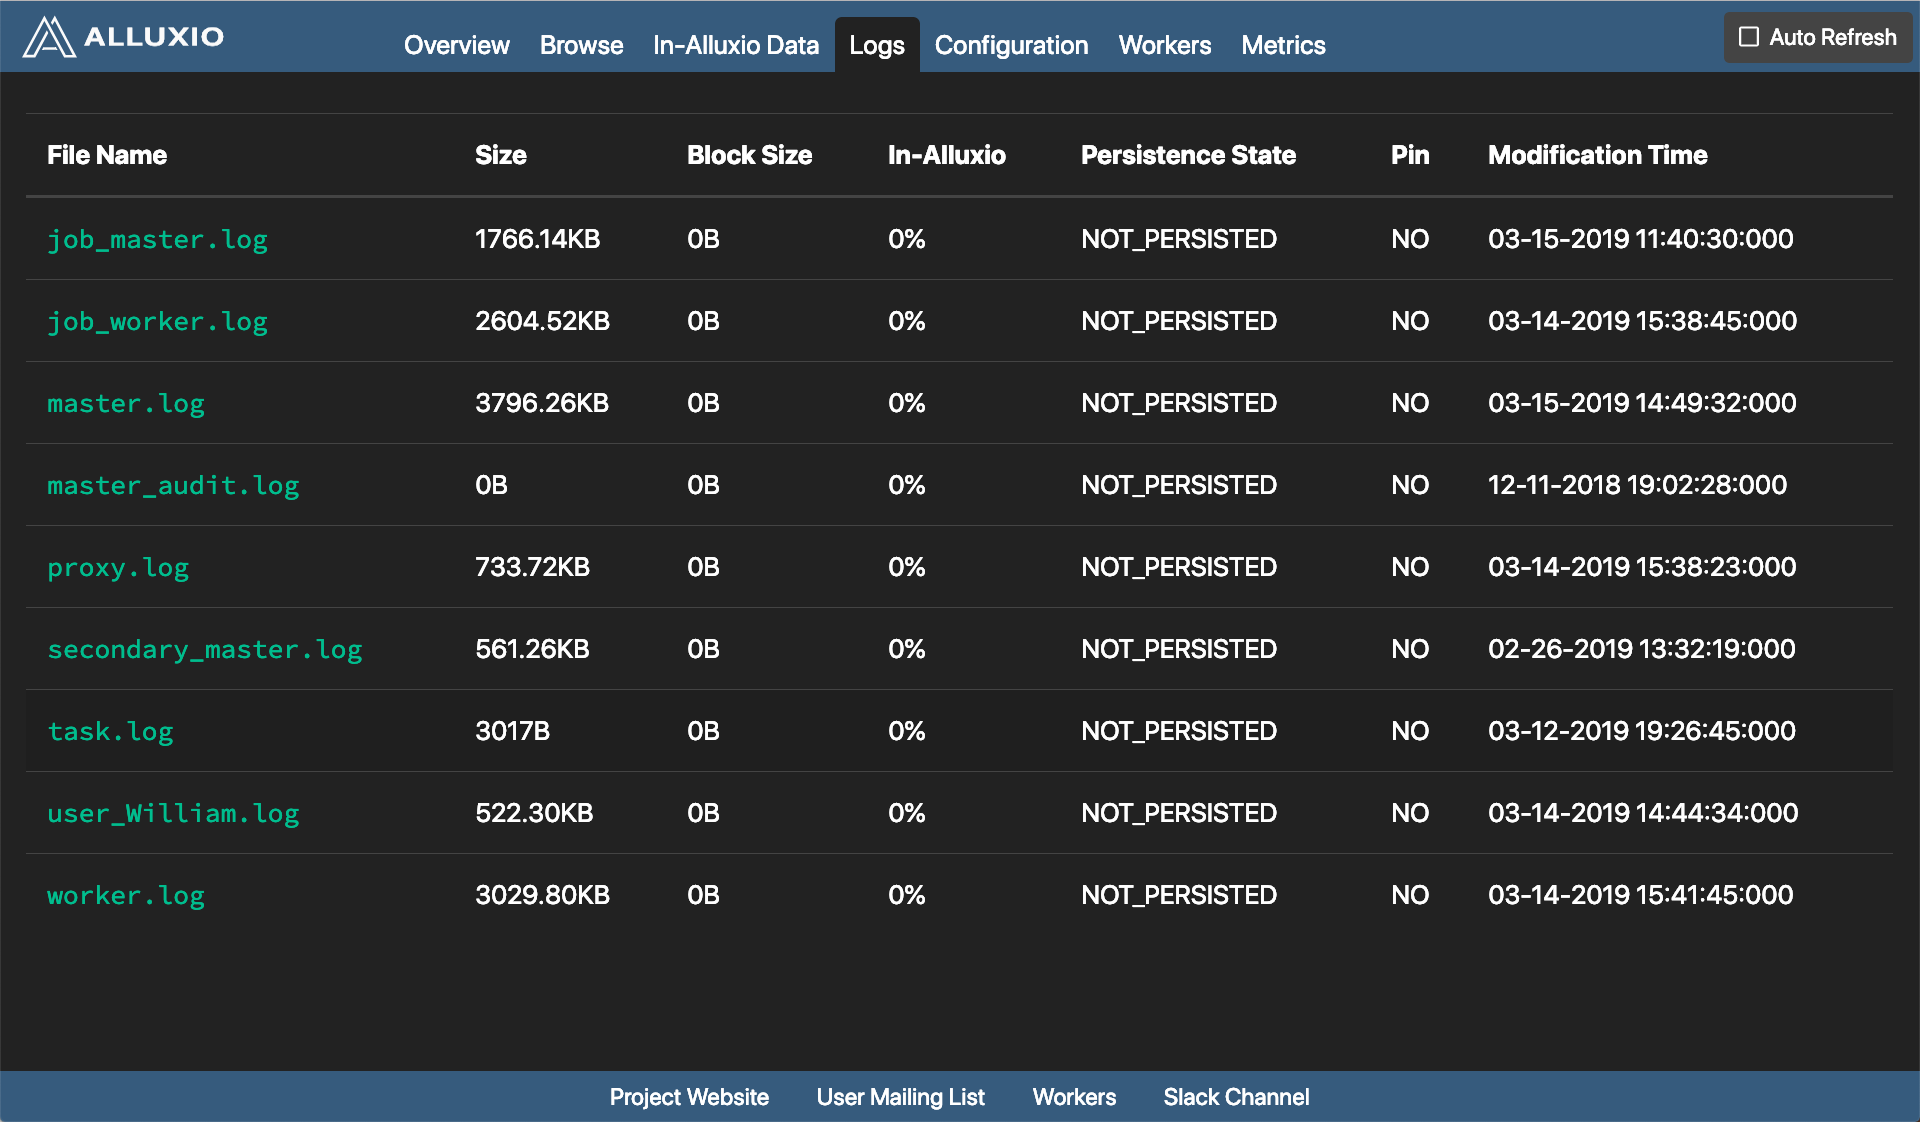 ALLUXIO Overview Browse In-Alluxio Data Logs Configuration Workers Metrics Auto Refresh
File Name Size Block Size In-Alluxio Persistence State Pin Modification Time
job_master.log 1766.14KB 0B 0% NOT_PERSISTED NO 03-15-2019 11:40:30:000
job_worker.log 2604.52KB 0B 0% NOT_PERSISTED NO 03-14-2019 15:38:45:000
master.log 3796.26KB 0B 0% NOT_PERSISTED NO 03-15-2019 14:49:32:000
master_audit.log 0B 0B 0% NOT_PERSISTED NO 12-11-2018 19:02:28:000
proxy.log 733.72KB 0B 0% NOT_PERSISTED NO 03-14-2019 15:38:23:000
secondary_master.log 561.26KB 0B 0% NOT_PERSISTED NO 02-26-2019 13:32:19:000
task.log 3017B 0B 0% NOT_PERSISTED NO 03-12-2019 19:26:45:000
user_William.log 522.30KB 0B 0% NOT_PERSISTED NO 03-14-2019 14:44:34:000
worker.log 3029.80KB 0B 0% NOT_PERSISTED NO 03-14-2019 15:41:45:000
Project Website User Mailing List Workers Slack Channel